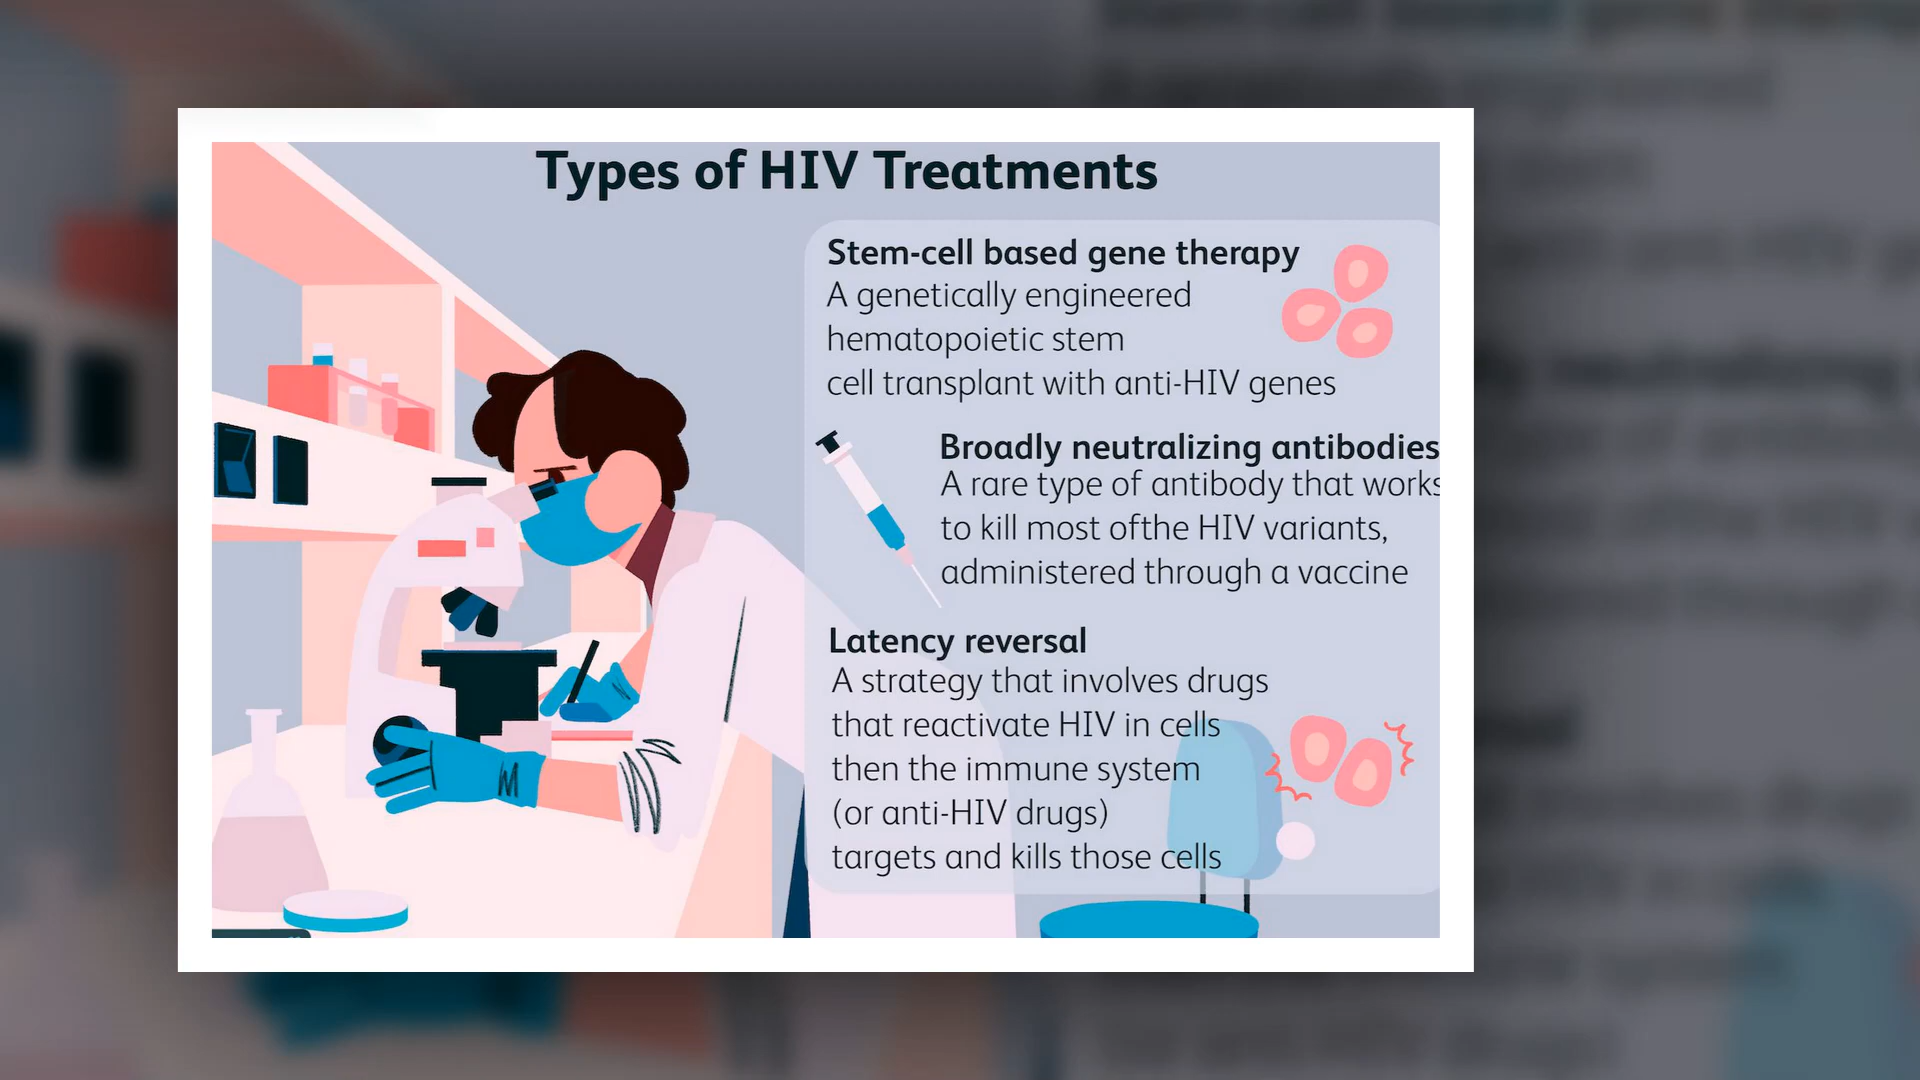 Types of HIV Treatments
Stem-cell based gene therapy
A genetically engineered
hematopoietic stem
cell transplant with anti-HIV genes
Broadly neutralizing antibodies
A rare type of antibody that works
to kill most ofthe HIV variants,
administered through a vaccine
Latency reversal
A strategy that involves drugs
that reactivate HIV in cells
then the immune system
(or anti-HIV drugs)
targets and kills those cells